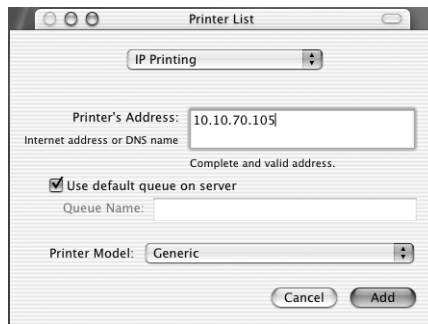 Printer List
IP Printing
Printer's Address: 10.10.70.105
Internet address or DNS name
Complete and valid address.
Use default queue on server
Queue Name:
Printer Model: Generic
Cancel Add